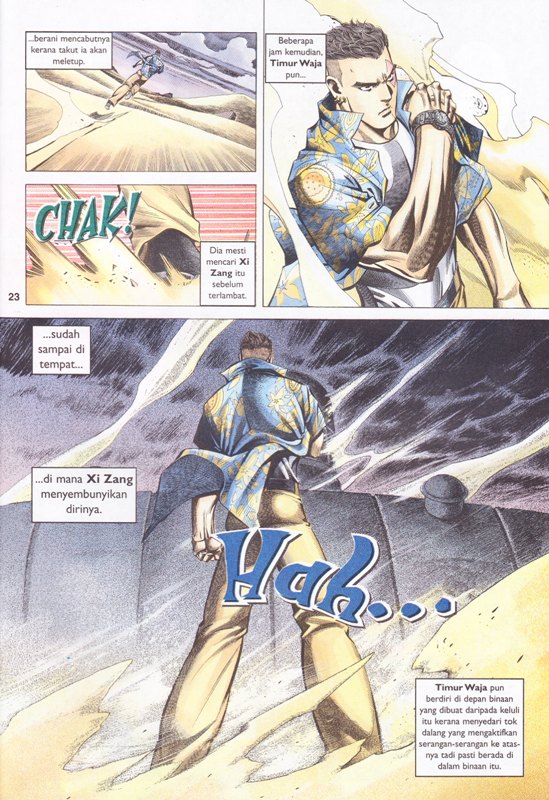 ...berani mencabutnya
kerana takut ia akan
meletup.
CHAK!
Dia mesti
mencari Xi
Zang itu
sebelum
terlambat.
Beberapa
jam kemudian,
Timur Waja
pun...
23
...sudah
sampai di
tempat...
...di mana Xi Zang
menyembunyikan
dirinya.
Hah...
Timur Waja pun
berdiri di depan binaan
yang dibuat daripada keluli
itu kerana menyedari tok
dalang yang mengaktifkan
serangan-serangan ke atas-
nya tadi pasti berada di
dalam binaan itu.